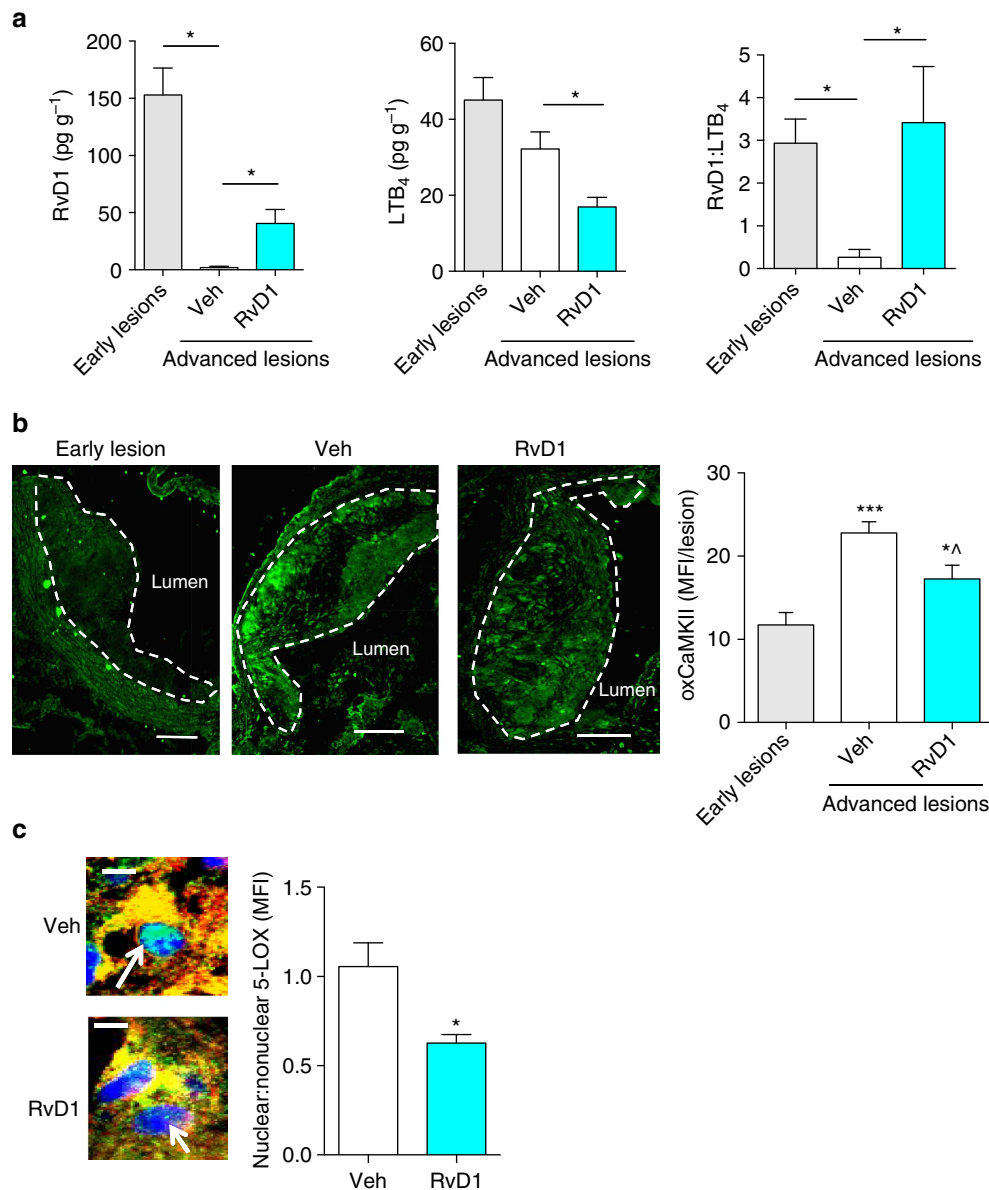 a
RvD1 (pg g⁻¹)
200
150
100
50
0
*
*
Early lesions
Veh
RvD1
Advanced lesions
LTB₄ (pg g⁻¹)
60
40
20
0
*
Early lesions
Veh
RvD1
Advanced lesions
RvD1:LTB₄
5
4
3
2
1
0
*
*
Early lesions
Veh
RvD1
Advanced lesions
b
Early lesion
Veh
RvD1
Lumen
Lumen
Lumen
oxCaMKII (MFI/lesion)
30
20
10
0
***
*^
Early lesions
Veh
RvD1
Advanced lesions
c
Veh
RvD1
Nuclear:nonuclear 5-LOX (MFI)
1.5
1.0
0.5
0.0
*
Veh
RvD1